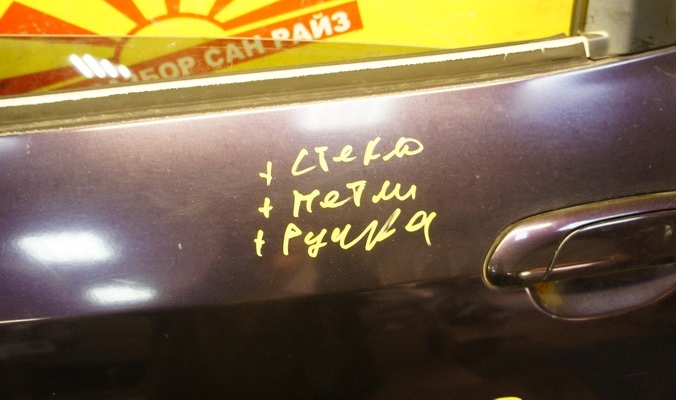 БОР САН РАЙЗ
+ стекло
+ петли
+ Ручка